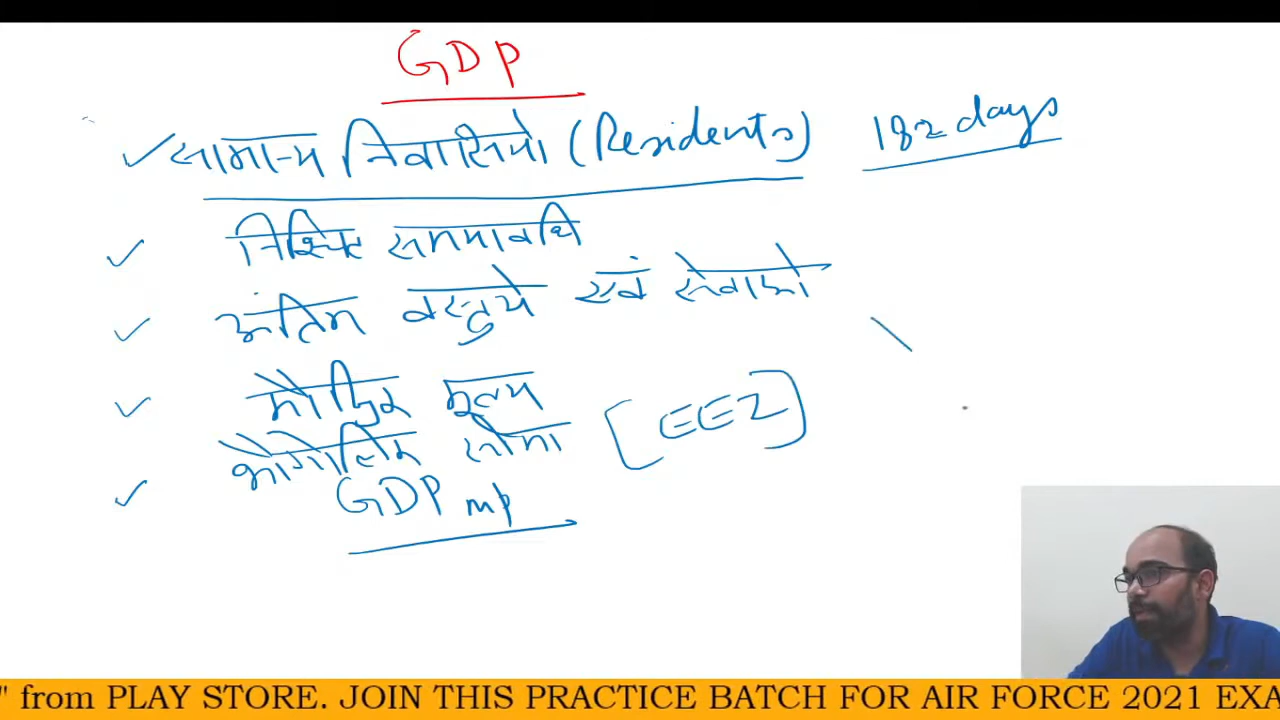 GDP
सामान्य निवासियो (Residents) 182 days
निश्चित समयावधि
अंतिम वस्तुये एवं सेवाओ
मौद्रिक मूल्य
भौगोलिक सीमा [EEZ]
GDP mp
" from PLAY STORE. JOIN THIS PRACTICE BATCH FOR AIR FORCE 2021 EXA